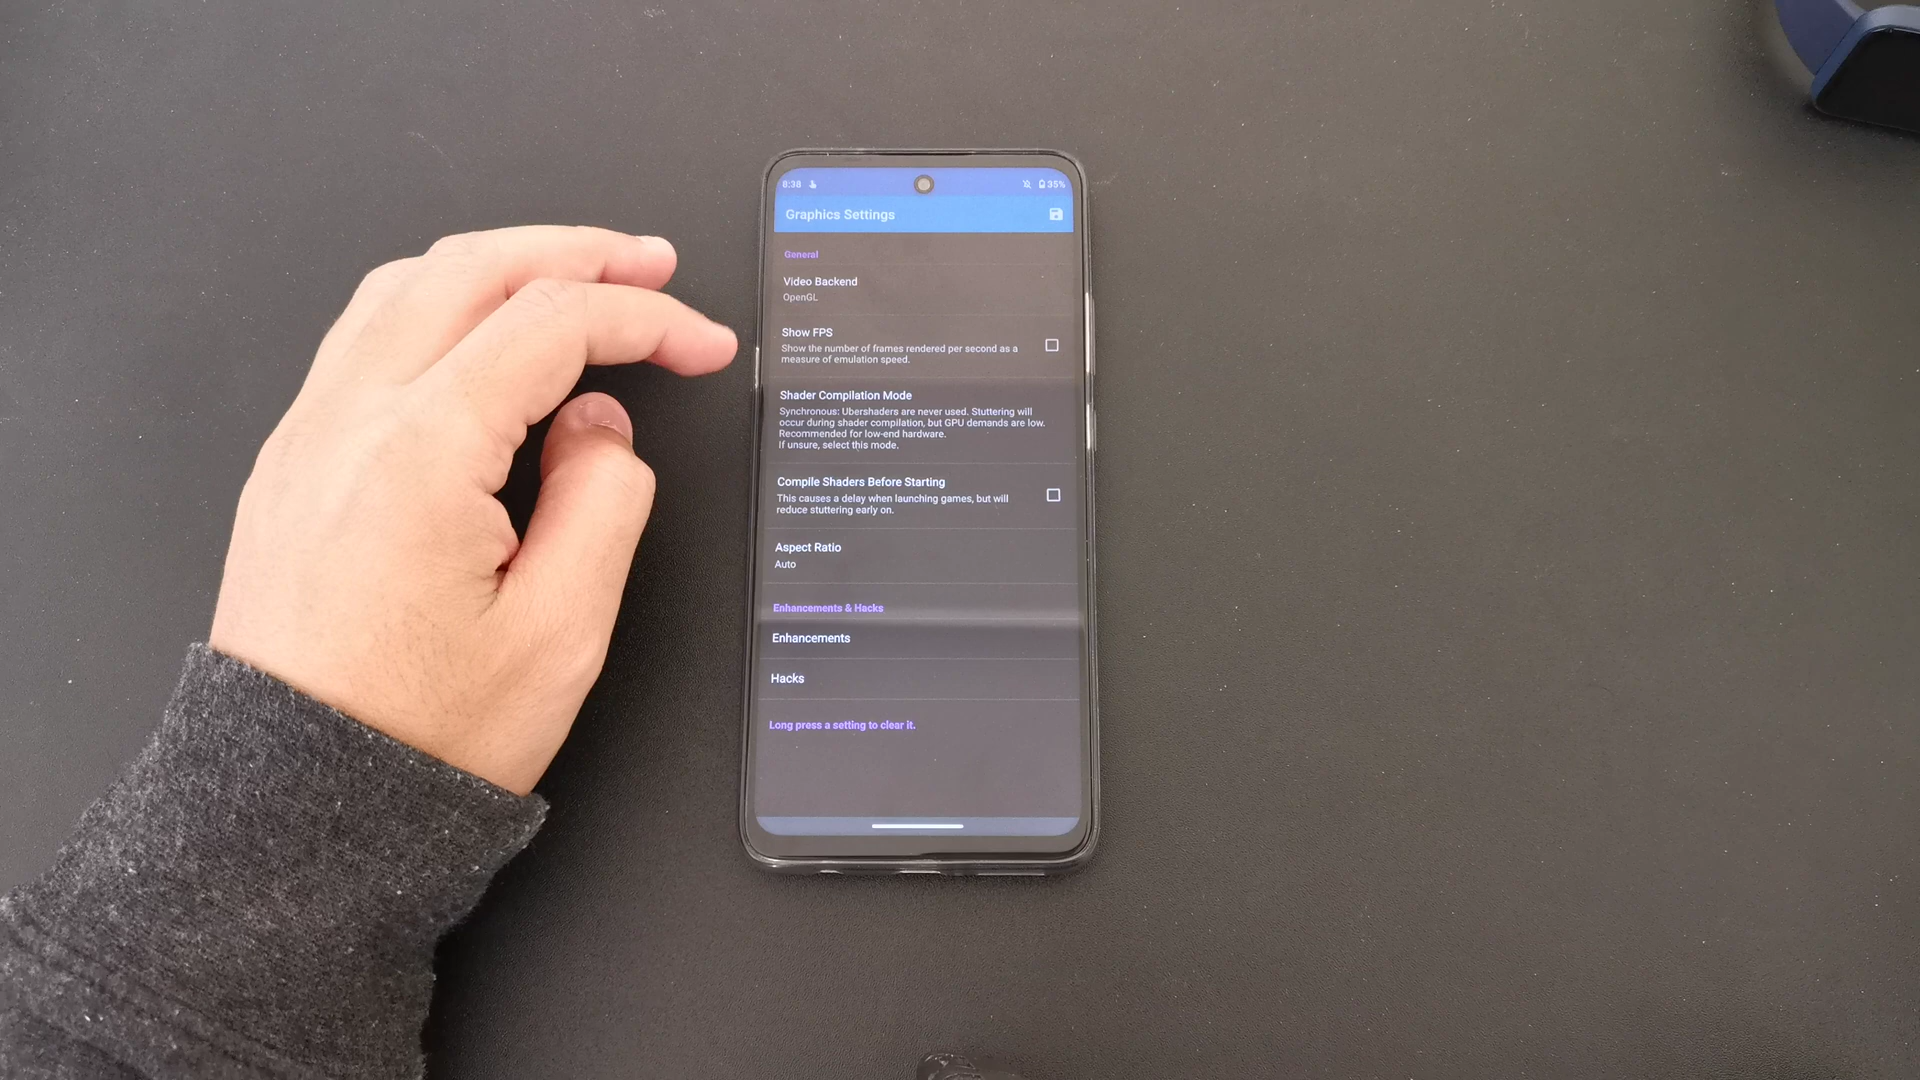 8:38
35%
Graphics Settings
General
Video Backend
OpenGL
Show FPS
Show the number of frames rendered per second as a
measure of emulation speed.
Shader Compilation Mode
Synchronous: Ubershaders are never used. Stuttering will
occur during shader compilation, but GPU demands are low.
Recommended for low-end hardware.
If unsure, select this mode.
Compile Shaders Before Starting
This causes a delay when launching games, but will
reduce stuttering early on.
Aspect Ratio
Auto
Enhancements & Hacks
Enhancements
Hacks
Long press a setting to clear it.